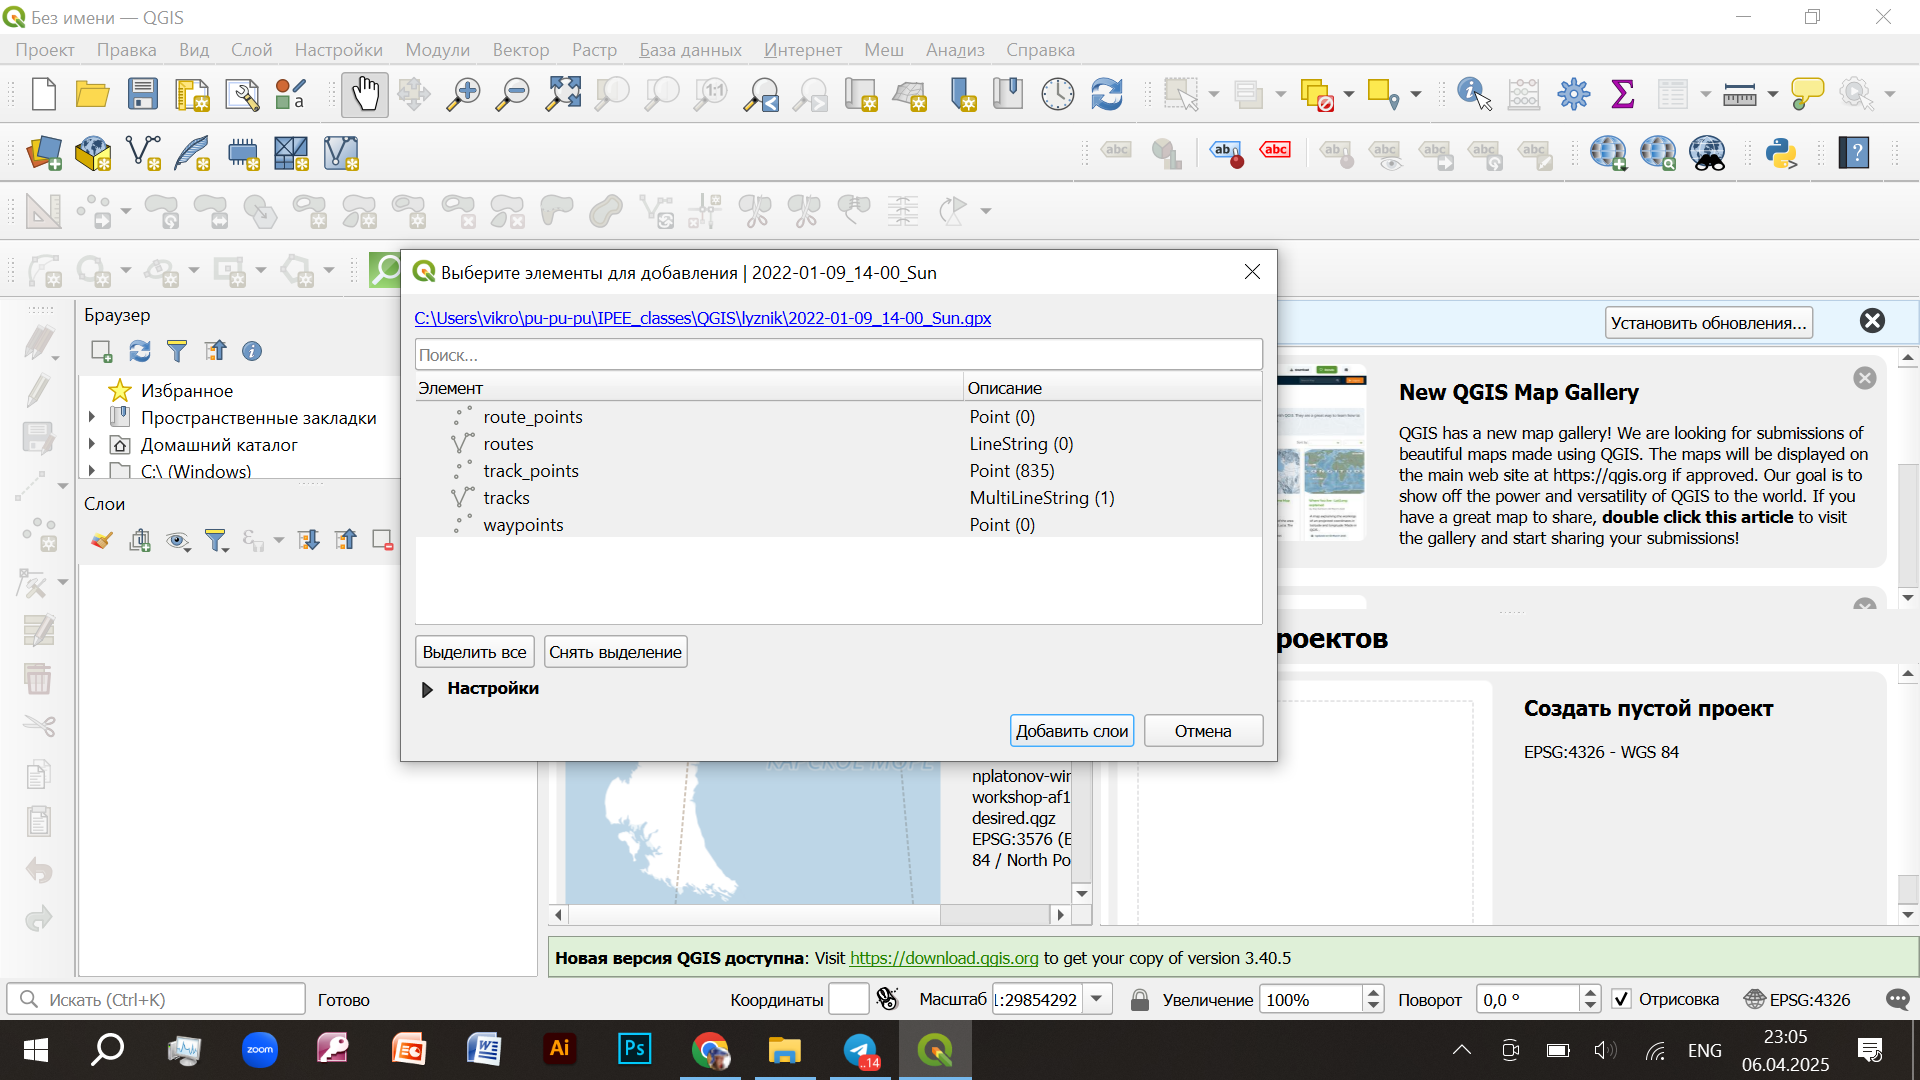 Без имени — QGIS
Проект Правка Вид Слой Настройки Модули Вектор Растр База данных Интернет Меш Анализ Справка
Браузер
Избранное
Пространственные закладки
Домашний каталог
C:\ (Windows)
Слои
Выберите элементы для добавления | 2022-01-09_14-00_Sun
C:\Users\vikro\pu-pu-pu\IPEE_classes\QGIS\lyznik\2022-01-09_14-00_Sun.gpx
Поиск...
Элемент Описание
route_points Point (0)
routes LineString (0)
track_points Point (835)
tracks MultiLineString (1)
waypoints Point (0)
Выделить все Снять выделение
Настройки
Добавить слои Отмена
Установить обновления...
New QGIS Map Gallery
QGIS has a new map gallery! We are looking for submissions of
beautiful maps made using QGIS. The maps will be displayed on
the main web site at https://qgis.org if approved. Our goal is to
show off the power and versatility of QGIS to the world. If you
have a great map to share, double click this article to visit
the gallery and start sharing your submissions!
роектов
Создать пустой проект
EPSG:4326 - WGS 84
КАРСКОЕ МОРЕ
nplatonov-wir
workshop-af1
desired.qgz
EPSG:3576 (E
84 / North Po
Новая версия QGIS доступна: Visit https://download.qgis.org to get your copy of version 3.40.5
Искать (Ctrl+K) Готово Координаты Масштаб 1:29854292 Увеличение 100% Поворот 0,0 ° Отрисовка EPSG:4326
zoom Ai Ps ..14 ENG
23:05
06.04.2025